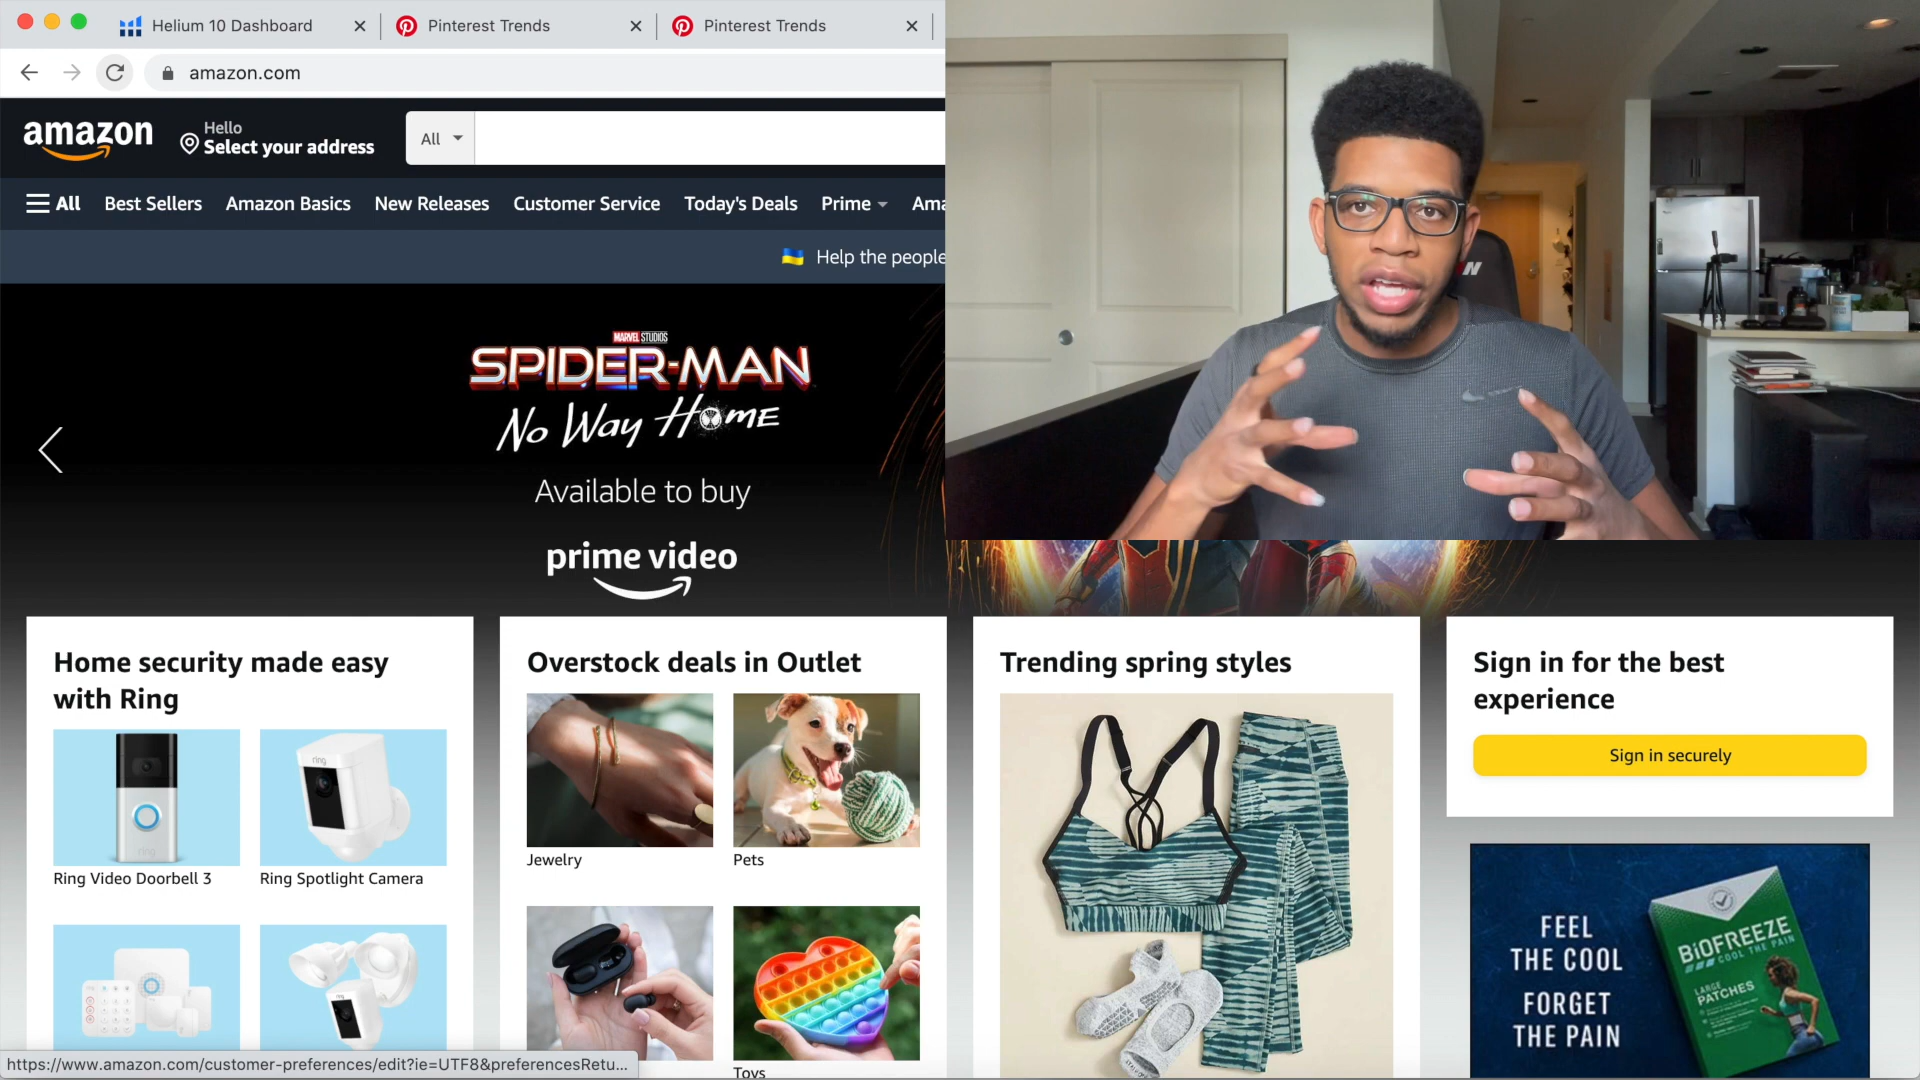 Helium 10 Dashboard
Pinterest Trends
Pinterest Trends
amazon.com
amazon
Hello
Select your address
All
All
Best Sellers
Amazon Basics
New Releases
Customer Service
Today's Deals
Prime
Ama
Help the people
MARVEL STUDIOS
SPIDER-MAN
No Way Home
Available to buy
prime video
Home security made easy
with Ring
Ring Video Doorbell 3
Ring Spotlight Camera
Overstock deals in Outlet
Jewelry
Pets
Toys
Trending spring styles
Sign in for the best
experience
Sign in securely
FEEL
THE COOL
FORGET
THE PAIN
BIOFREEZE
COOL THE PAIN
LARGE
PATCHES
ring
ring
https://www.amazon.com/customer-preferences/edit?ie=UTF8&preferencesRetu...